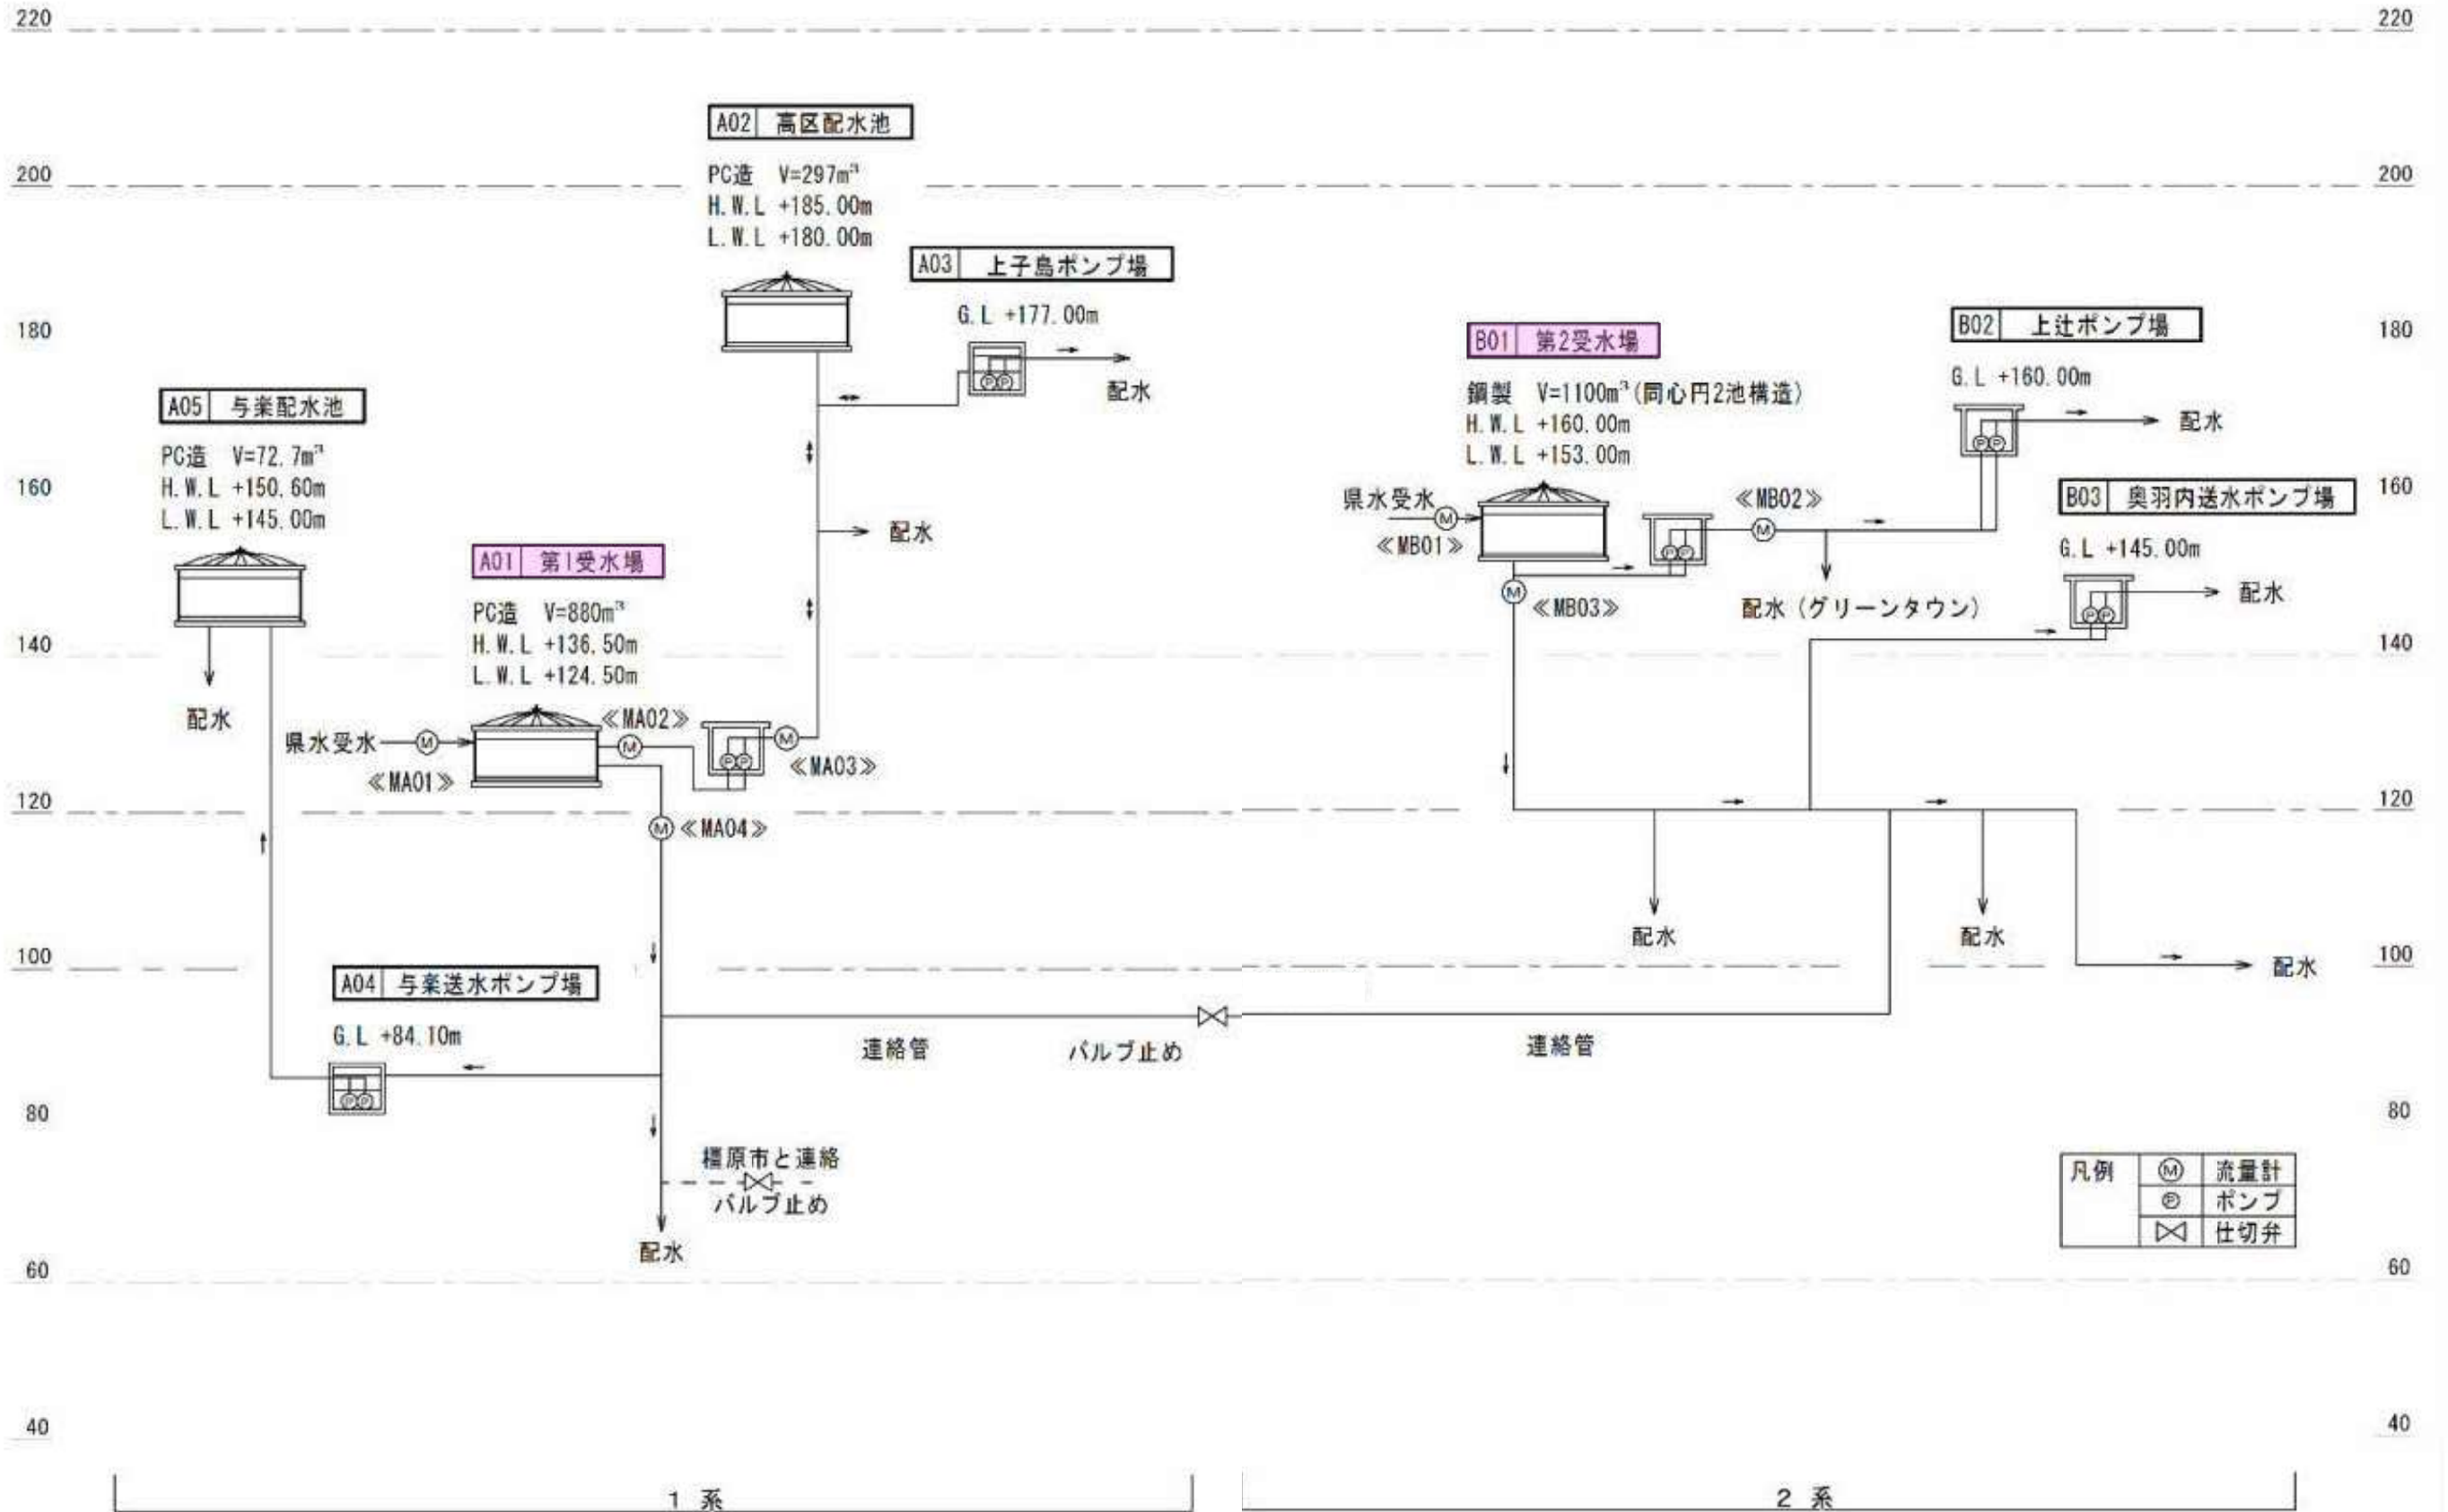 220
220
A02 高区配水池
PC造 V=297m³
H.W.L +185.00m
L.W.L +180.00m
200
200
A03 上子島ポンプ場
G.L +177.00m
配水
180
180
B01 第2受水場
鋼製 V=1100m³(同心円2池構造)
H.W.L +160.00m
L.W.L +153.00m
B02 上辻ポンプ場
G.L +160.00m
配水
A05 与楽配水池
PC造 V=72.7m³
H.W.L +150.60m
L.W.L +145.00m
配水
160
160
県水受水
M
≪MB01≫
P P
≪MB02≫
M
B03 奥羽内送水ポンプ場
G.L +145.00m
配水
配水
A01 第1受水場
PC造 V=880m³
H.W.L +136.50m
L.W.L +124.50m
M
≪MB03≫
配水(グリーンタウン)
P P
P P
P P
140
140
県水受水
M
≪MA01≫
≪MA02≫
M
P P
M
≪MA03≫
120
120
M
≪MA04≫
配水
配水
100
100
配水
A04 与楽送水ポンプ場
G.L +84.10m
P P
連絡管
バルブ止め
連絡管
80
80
橿原市と連絡
バルブ止め
配水
凡例
M 流量計
P ポンプ
仕切弁
60
60
40
40
1 系
2 系